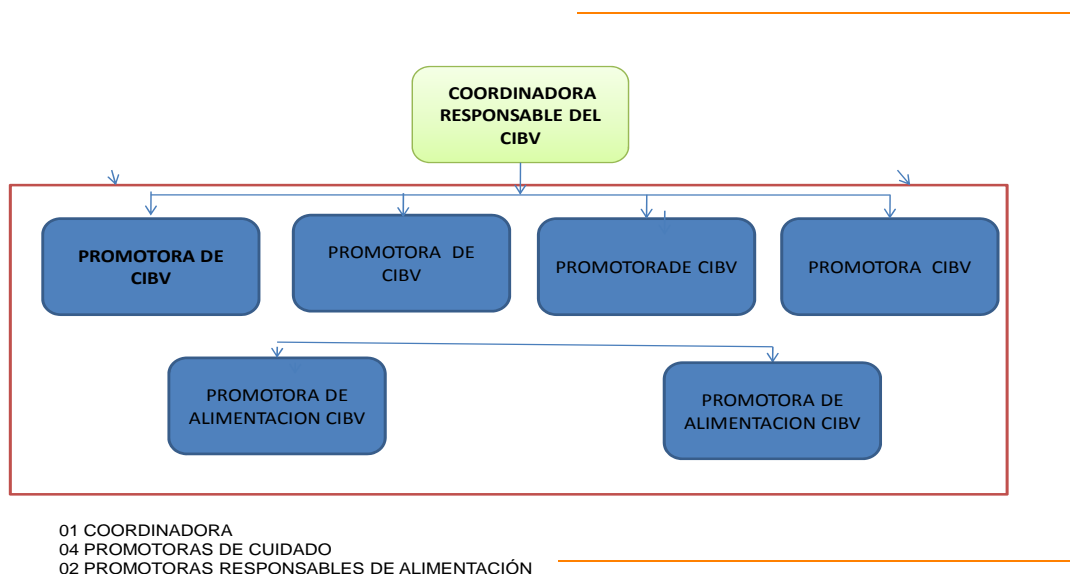 COORDINADORA
RESPONSABLE DEL
CIBV
PROMOTORA DE
CIBV
PROMOTORA DE
CIBV
PROMOTORADE CIBV
PROMOTORA CIBV
PROMOTORA DE
ALIMENTACION CIBV
PROMOTORA DE
ALIMENTACION CIBV
01 COORDINADORA
04 PROMOTORAS DE CUIDADO
02 PROMOTORAS RESPONSABLES DE ALIMENTACIÓN